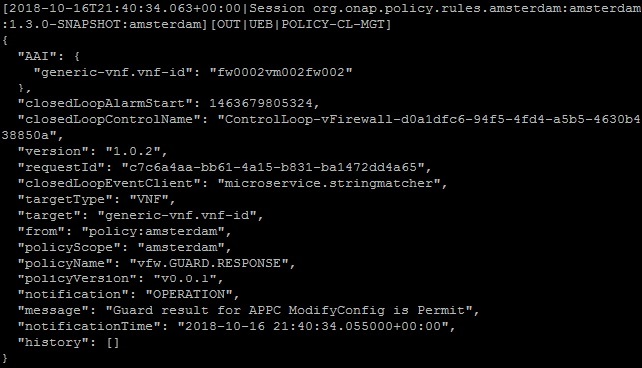 [2018-10-16T21:40:34.063+00:00|Session org.onap.policy.rules.amsterdam:amsterdam
:1.3.0-SNAPSHOT:amsterdam][OUT|UEB|POLICY-CL-MGT]
{
  "AAI": {
    "generic-vnf.vnf-id": "fw0002vm002fw002"
  },
  "closedLoopAlarmStart": 1463679805324,
  "closedLoopControlName": "ControlLoop-vFirewall-d0a1dfc6-94f5-4fd4-a5b5-4630b4
38850a",
  "version": "1.0.2",
  "requestId": "c7c6a4aa-bb61-4a15-b831-ba1472dd4a65",
  "closedLoopEventClient": "microservice.stringmatcher",
  "targetType": "VNF",
  "target": "generic-vnf.vnf-id",
  "from": "policy:amsterdam",
  "policyScope": "amsterdam",
  "policyName": "vfw.GUARD.RESPONSE",
  "policyVersion": "v0.0.1",
  "notification": "OPERATION",
  "message": "Guard result for APPC ModifyConfig is Permit",
  "notificationTime": "2018-10-16 21:40:34.055000+00:00",
  "history": []
}